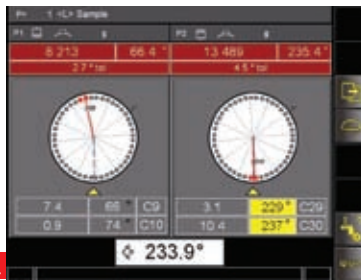 P= 1 <L> Sample
P1 g P2 g
8 213 66.4 ° 13 489 235.4 °
2.7 ° tol 4.5 ° tol
7.4 66 ° C9 3.1 229 ° C29
0.9 74 ° C10 10.4 237 ° C30
233.9°